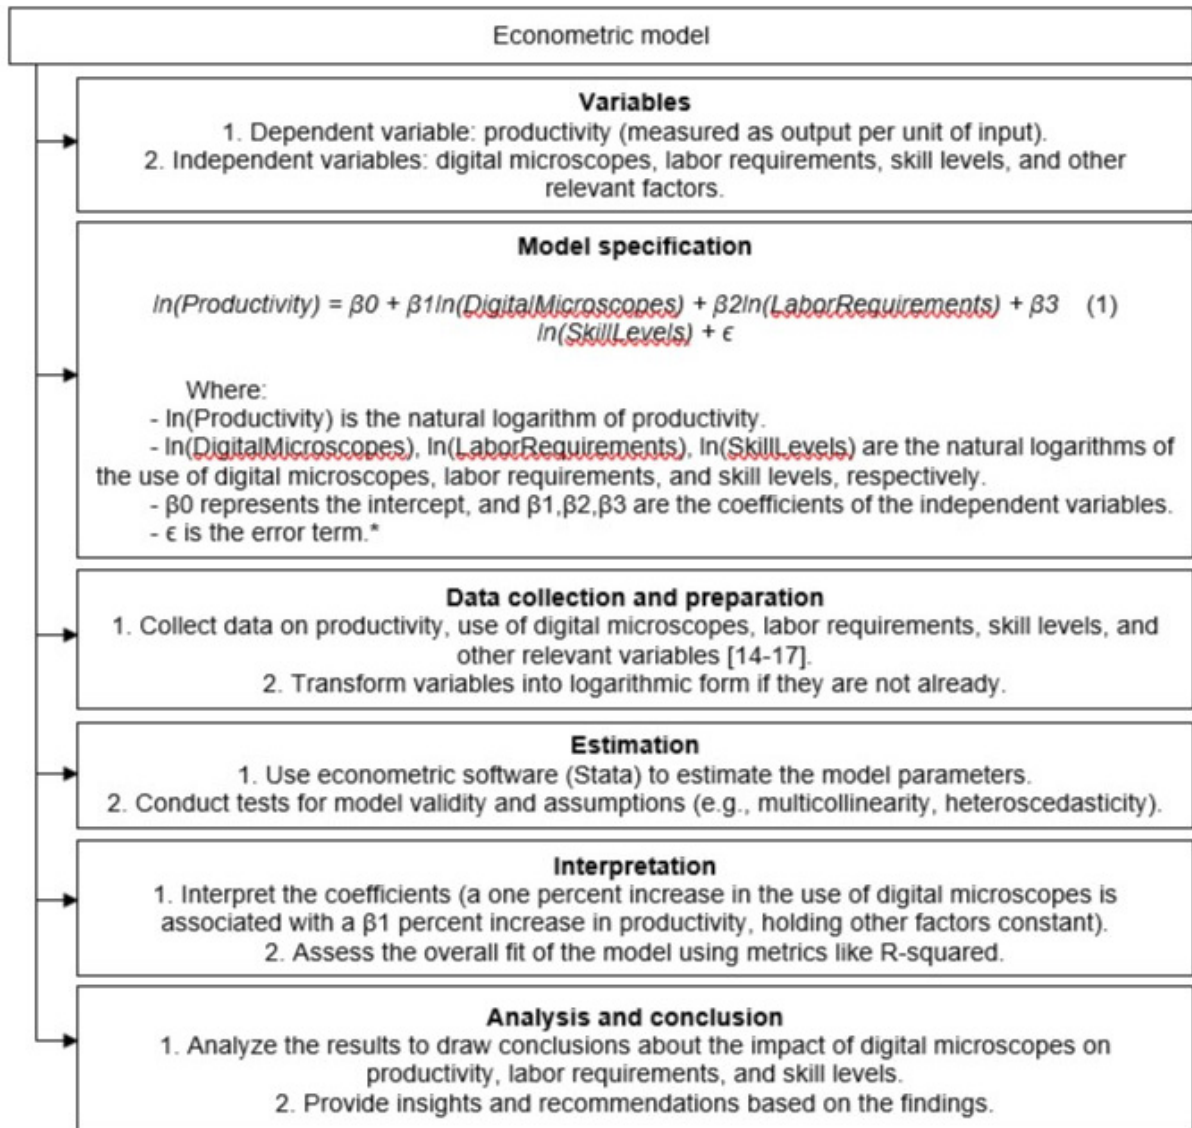 Econometric model
Variables
1. Dependent variable: productivity (measured as output per unit of input).
2. Independent variables: digital microscopes, labor requirements, skill levels, and other
relevant factors.
Model specification
ln(Productivity) = β0 + β1ln(DigitalMicroscopes) + β2ln(LaborRequirements) + β3 (1)
ln(SkillLevels) + ϵ
Where:
- ln(Productivity) is the natural logarithm of productivity.
- ln(DigitalMicroscopes), ln(LaborRequirements), ln(SkillLevels) are the natural logarithms of
the use of digital microscopes, labor requirements, and skill levels, respectively.
- β0 represents the intercept, and β1,β2,β3 are the coefficients of the independent variables.
- ϵ is the error term.*
Data collection and preparation
1. Collect data on productivity, use of digital microscopes, labor requirements, skill levels, and
other relevant variables [14-17].
2. Transform variables into logarithmic form if they are not already.
Estimation
1. Use econometric software (Stata) to estimate the model parameters.
2. Conduct tests for model validity and assumptions (e.g., multicollinearity, heteroscedasticity).
Interpretation
1. Interpret the coefficients (a one percent increase in the use of digital microscopes is
associated with a β1 percent increase in productivity, holding other factors constant).
2. Assess the overall fit of the model using metrics like R-squared.
Analysis and conclusion
1. Analyze the results to draw conclusions about the impact of digital microscopes on
productivity, labor requirements, and skill levels.
2. Provide insights and recommendations based on the findings.